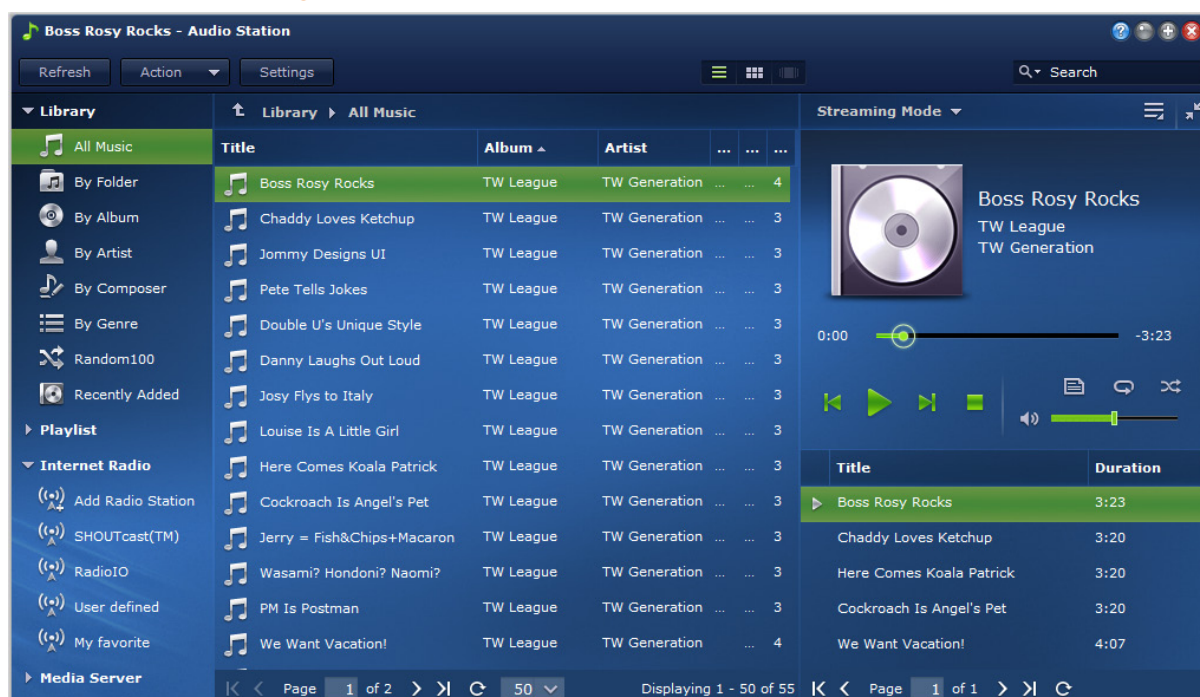 Boss Rosy Rocks - Audio Station
Refresh Action Settings Search
Library
All Music
By Folder
By Album
By Artist
By Composer
By Genre
Random100
Recently Added
Playlist
Internet Radio
Add Radio Station
SHOUTcast(TM)
RadioIO
User defined
My favorite
Media Server
Library All Music
Title Album Artist ... ... ...
Boss Rosy Rocks TW League TW Generation ... ... 4
Chaddy Loves Ketchup TW League TW Generation ... ... 3
Jommy Designs UI TW League TW Generation ... ... 3
Pete Tells Jokes TW League TW Generation ... ... 3
Double U's Unique Style TW League TW Generation ... ... 3
Danny Laughs Out Loud TW League TW Generation ... ... 3
Josy Flys to Italy TW League TW Generation ... ... 3
Louise Is A Little Girl TW League TW Generation ... ... 3
Here Comes Koala Patrick TW League TW Generation ... ... 3
Cockroach Is Angel's Pet TW League TW Generation ... ... 3
Jerry = Fish&Chips+Macaron TW League TW Generation ... ... 3
Wasami? Hondoni? Naomi? TW League TW Generation ... ... 3
PM Is Postman TW League TW Generation ... ... 3
We Want Vacation! TW League TW Generation ... 4
Page 1 of 2 50 Displaying 1 - 50 of 55
Streaming Mode
Boss Rosy Rocks
TW League
TW Generation
0:00 -3:23
Title Duration
Boss Rosy Rocks 3:23
Chaddy Loves Ketchup 3:20
Here Comes Koala Patrick 3:20
Cockroach Is Angel's Pet 3:20
We Want Vacation! 4:07
Page 1 of 1